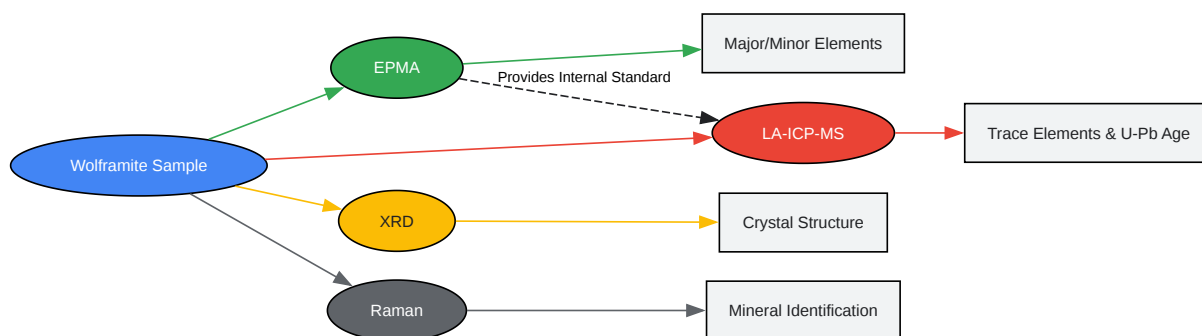 Major/Minor Elements
EPMA
Provides Internal Standard
LA-ICP-MS
Trace Elements & U-Pb Age
Wolframite Sample
XRD
Crystal Structure
Raman
Mineral Identification